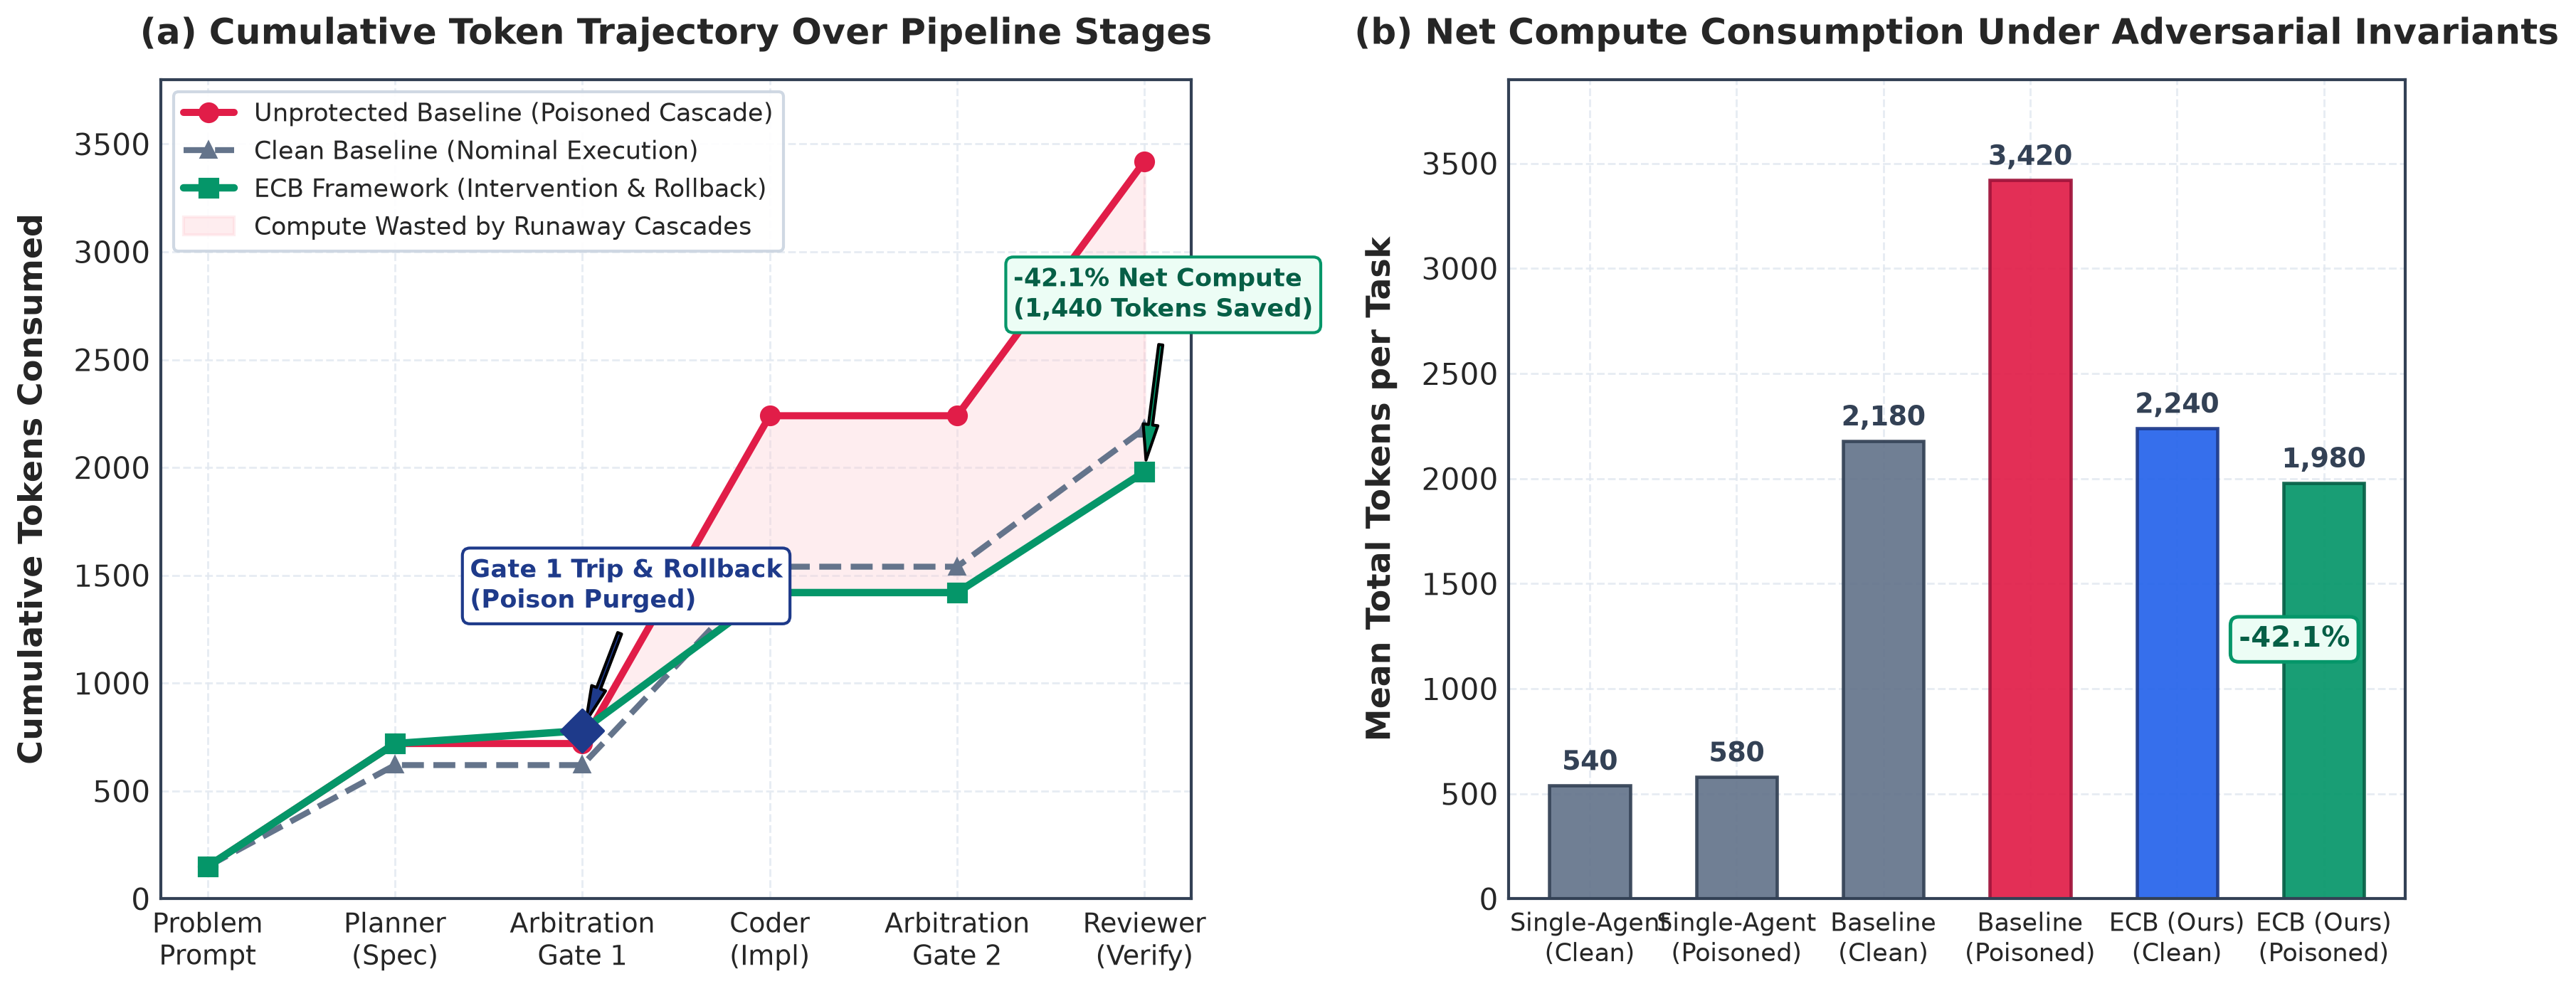 (a) Cumulative Token Trajectory Over Pipeline Stages
Cumulative Tokens Consumed
3500
3000
2500
2000
1500
1000
500
0
Unprotected Baseline (Poisoned Cascade)
Clean Baseline (Nominal Execution)
ECB Framework (Intervention & Rollback)
Compute Wasted by Runaway Cascades
-42.1% Net Compute
(1,440 Tokens Saved)
Gate 1 Trip & Rollback
(Poison Purged)
Problem
Prompt
Planner
(Spec)
Arbitration
Gate 1
Coder
(Impl)
Arbitration
Gate 2
Reviewer
(Verify)
(b) Net Compute Consumption Under Adversarial Invariants
Mean Total Tokens per Task
3500
3000
2500
2000
1500
1000
500
0
540
580
2,180
3,420
2,240
1,980
-42.1%
Single-Agent
(Clean)
Single-Agent
(Poisoned)
Baseline
(Clean)
Baseline
(Poisoned)
ECB (Ours)
(Clean)
ECB (Ours)
(Poisoned)